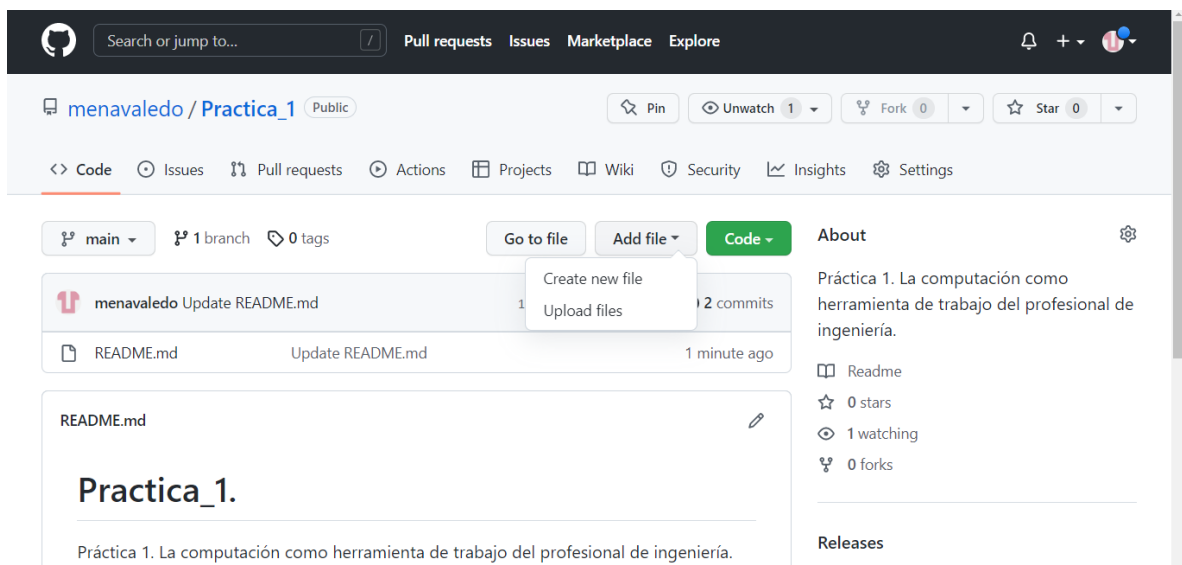 Search or jump to... / Pull requests Issues Marketplace Explore
menavaledo / Practica_1 Public Pin Unwatch 1 Fork 0 Star 0
Code Issues Pull requests Actions Projects Wiki Security Insights Settings
main 1 branch 0 tags Go to file Add file Code
Create new file
Upload files
menavaledo Update README.md 1 2 commits
README.md Update README.md 1 minute ago
README.md
Practica_1.
Práctica 1. La computación como herramienta de trabajo del profesional de ingeniería.
About
Práctica 1. La computación como
herramienta de trabajo del profesional de
ingeniería.
Readme
0 stars
1 watching
0 forks
Releases